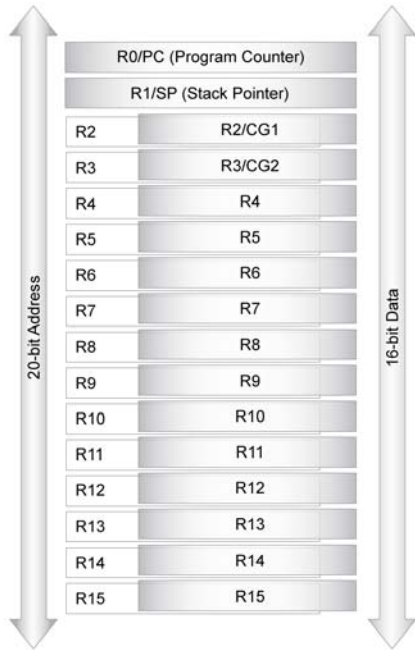 R0/PC (Program Counter)
R1/SP (Stack Pointer)
R2 R2/CG1
R3 R3/CG2
R4 R4
R5 R5
R6 R6
R7 R7
R8 R8
R9 R9
R10 R10
R11 R11
R12 R12
R13 R13
R14 R14
R15 R15
20-bit Address
16-bit Data